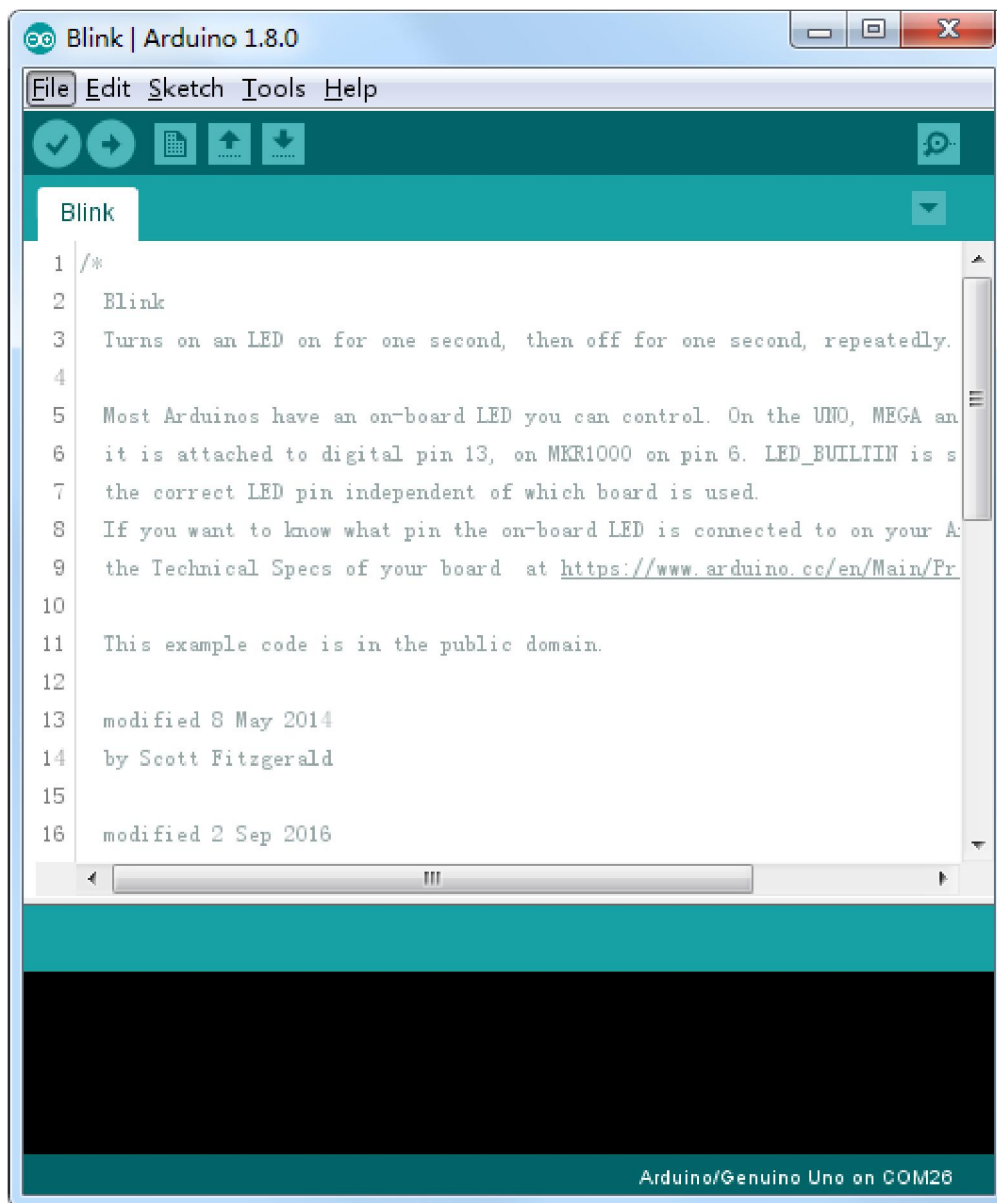 Blink | Arduino 1.8.0
File Edit Sketch Tools Help
Blink
1 /*
2 Blink
3 Turns on an LED on for one second, then off for one second, repeatedly.
4
5 Most Arduinos have an on-board LED you can control. On the UNO, MEGA an
6 it is attached to digital pin 13, on MKR1000 on pin 6. LED_BUILTIN is s
7 the correct LED pin independent of which board is used.
8 If you want to know what pin the on-board LED is connected to on your A
9 the Technical Specs of your board at https://www.arduino.cc/en/Main/Pr
10
11 This example code is in the public domain.
12
13 modified 8 May 2014
14 by Scott Fitzgerald
15
16 modified 2 Sep 2016
Arduino/Genuino Uno on COM26